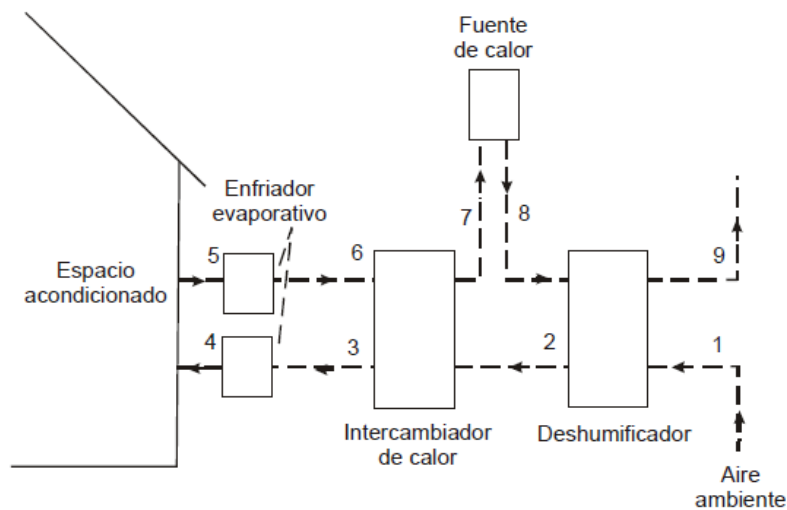 Fuente
de calor
Enfriador
evaporativo
7
8
5
6
9
Espacio
acondicionado
4
3
2
1
Intercambiador
de calor
Deshumificador
Aire
ambiente